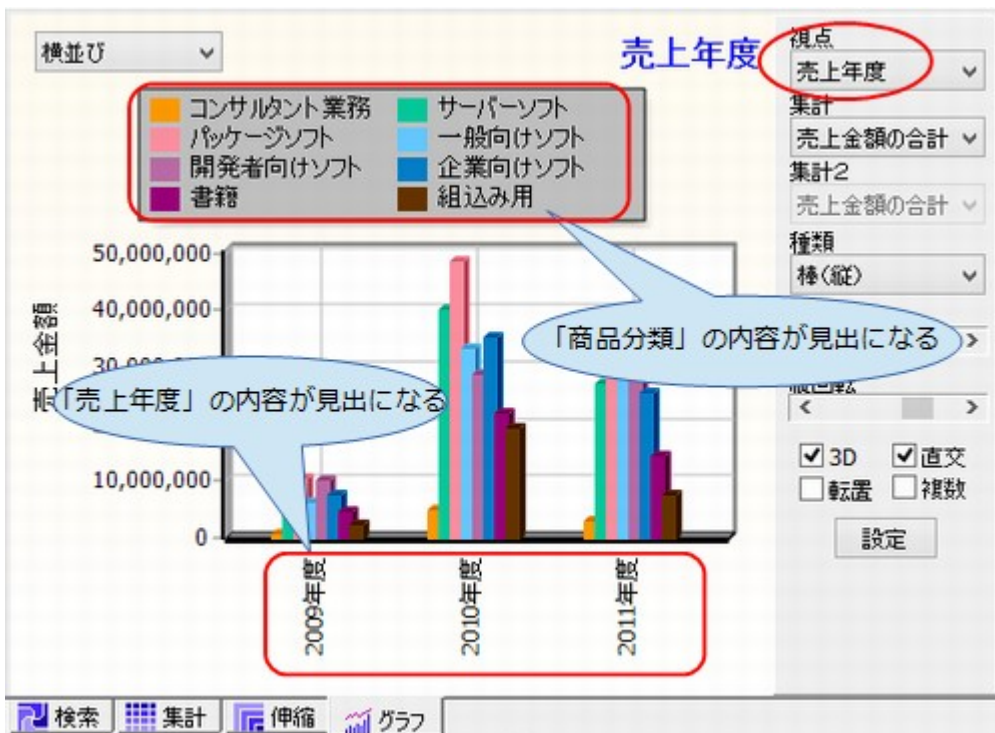 横並び
売上年度
視点
売上年度
集計
売上金額の合計
集計2
売上金額の合計
種類
棒(縦)
コンサルタント業務
サーバーソフト
パッケージソフト
一般向けソフト
開発者向けソフト
企業向けソフト
書籍
組込み用
「商品分類」の内容が見出になる
「売上年度」の内容が見出になる
売上金額
50,000,000
40,000,000
10,000,000
0
2009年度
2010年度
2011年度
3D
直交
転置
複数
設定
検索
集計
伸縮
グラフ